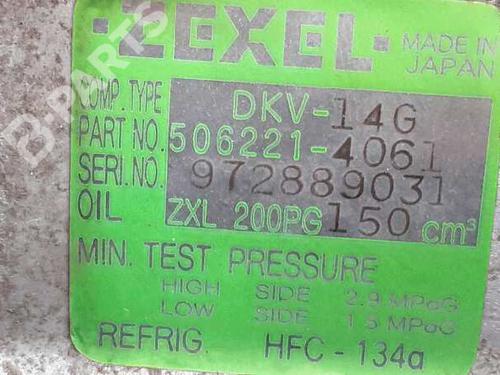 ZEXEL
MADE IN
JAPAN
COMP. TYPE DKV-14G
PART NO. 506221-4061
SERI. NO. 972889031
OIL ZXL 200PG 150 cm³
MIN. TEST PRESSURE
HIGH SIDE 2.9 MPaG
LOW SIDE 1.5 MPaG
REFRIG. HFC-134a
B-PARTS